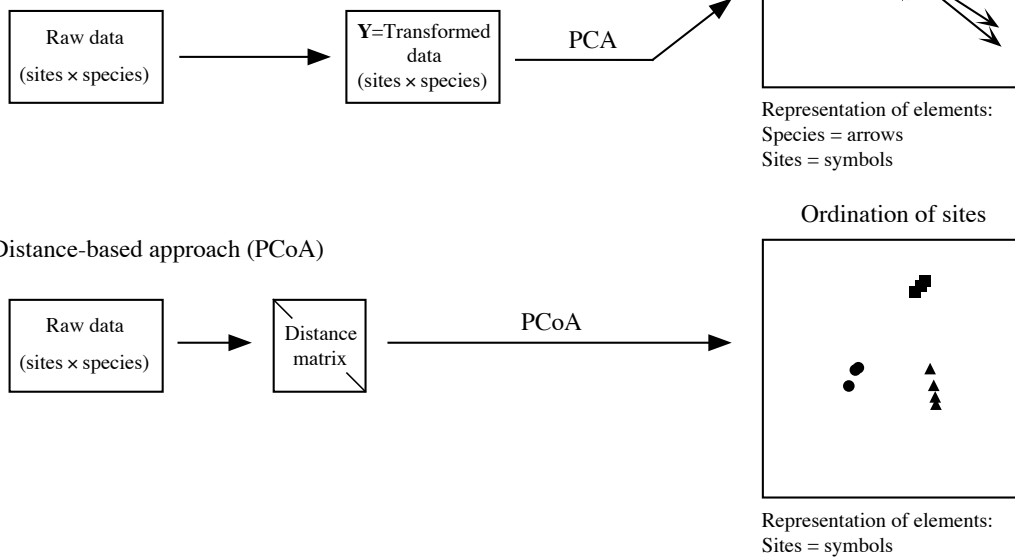 Raw data
(sites × species)
Y=Transformed
data
(sites × species)
PCA
Representation of elements:
Species = arrows
Sites = symbols
Ordination of sites
Distance-based approach (PCoA)
Raw data
(sites × species)
Distance
matrix
PCoA
Representation of elements:
Sites = symbols